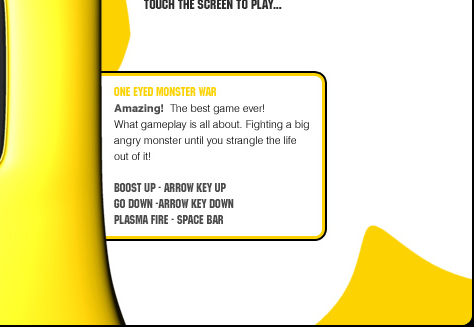 TOUCH THE SCREEN TO PLAY...
ONE EYED MONSTER WAR
Amazing! The best game ever!
What gameplay is all about. Fighting a big
angry monster until you strangle the life
out of it!
BOOST UP - ARROW KEY UP
GO DOWN -ARROW KEY DOWN
PLASMA FIRE - SPACE BAR